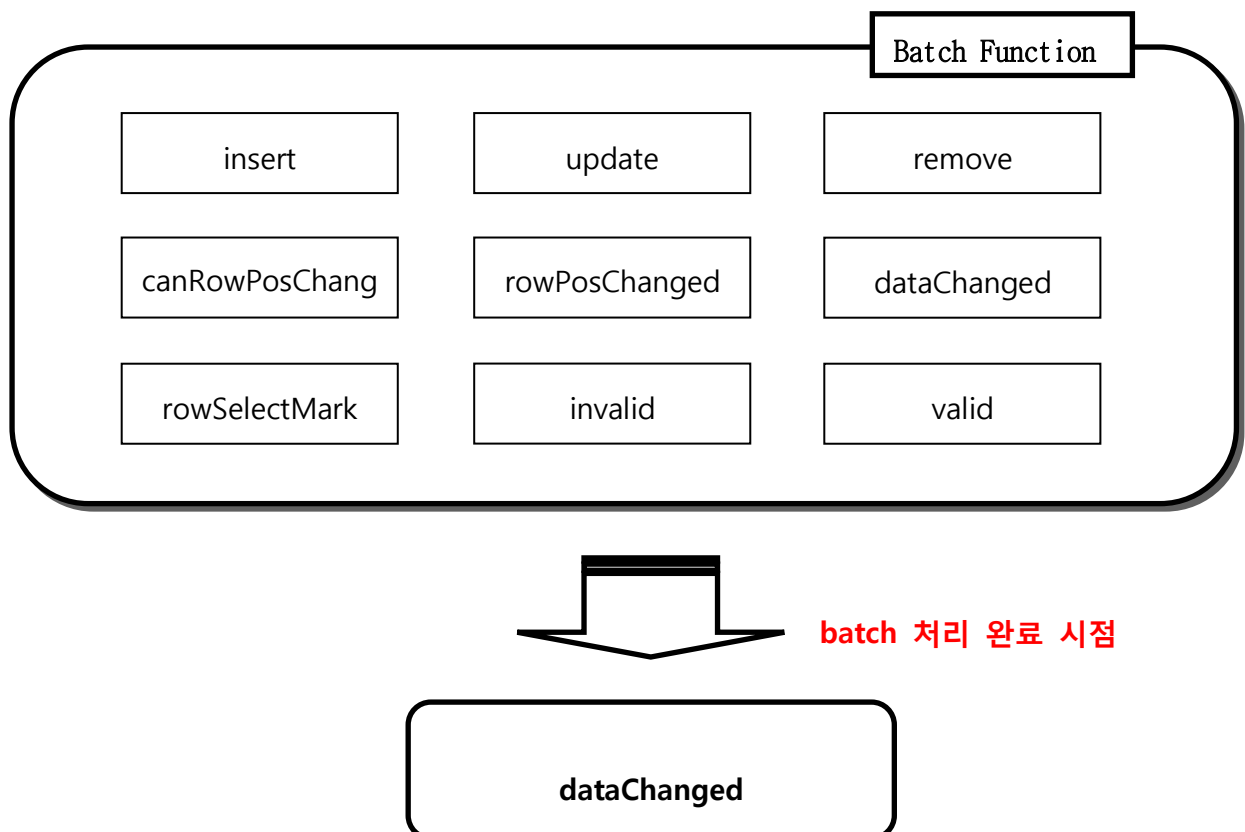 Batch Function
insert
update
remove
canRowPosChang
rowPosChanged
dataChanged
rowSelectMark
invalid
valid
batch 처리 완료 시점
dataChanged